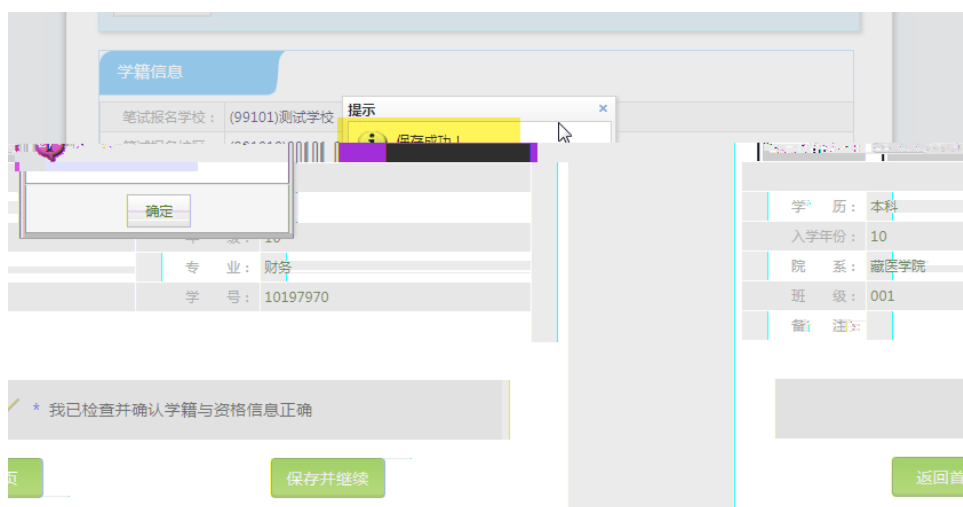 学籍信息
笔试报名学校： (99101)测试学校
提示
保存成功！
确定
专 业： 财务
学 号： 10197970
学 历： 本科
入学年份： 10
院 系： 藏医学院
班 级： 001
备 注：
* 我已检查并确认学籍与资格信息正确
页
保存并继续
返回首